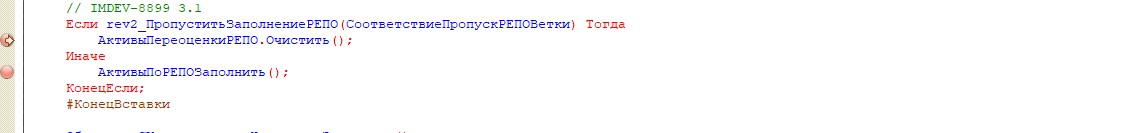 // IMDEV-8899 3.1
Если rev2_ПропуститьЗаполнениеРЕПО(СоответствиеПропускРЕПОВетки) Тогда
АктивыПереоценкиРЕПО.Очистить();
Иначе
АктивыПоРЕПОЗаполнить();
КонецЕсли;
#КонецВставки